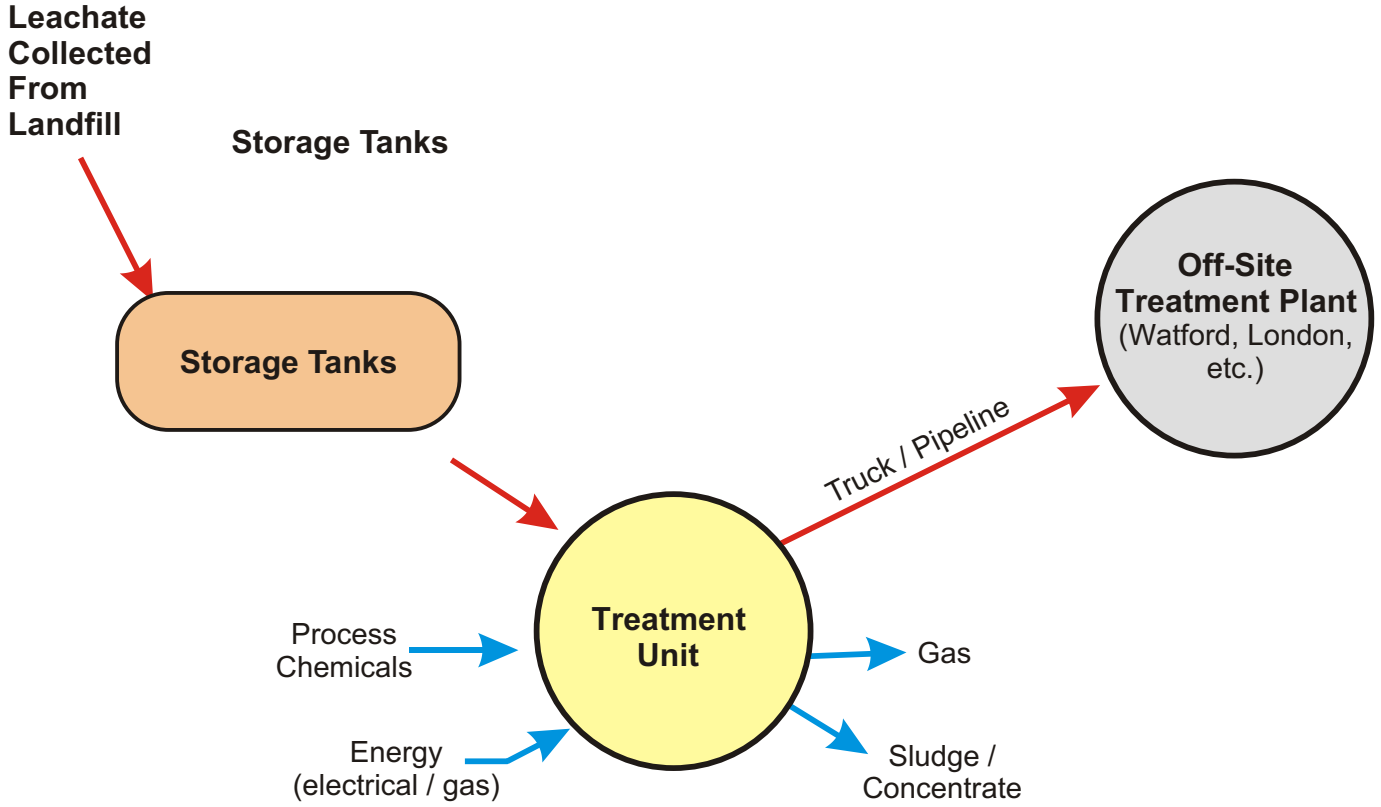 Leachate
Collected
From
Landfill
Storage Tanks
Storage Tanks
Off-Site
Treatment Plant
(Watford, London,
etc.)
Truck / Pipeline
Treatment
Unit
Process
Chemicals
Gas
Energy
(electrical / gas)
Sludge /
Concentrate